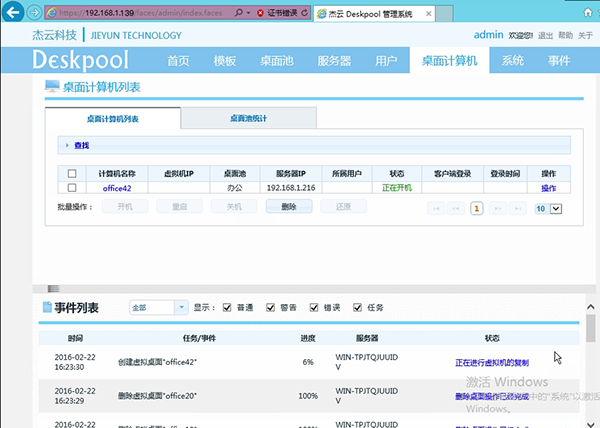 https://192.168.1.139/faces/admin/index.faces
证书错误
杰云 Deskpool 管理系统
杰云科技 | JIEYUN TECHNOLOGY
admin 欢迎您! 退出 帮助 关于
Deskpool 首页 模板 桌面池 服务器 用户 桌面计算机 系统 事件
桌面计算机列表
桌面计算机列表 桌面池统计
查找
计算机名称 虚拟机IP 桌面池 服务器IP 所属用户 状态 客户端登录 登录时间 操作
office42 办公 192.168.1.216 正在开机 操作
批量操作: 开机 重启 关机 删除 还原 1 10
事件列表 全部 显示: 普通 警告 错误 任务
时间 任务/事件 进度 服务器 状态
2016-02-22 16:23:30 创建虚拟桌面"office42" 6% WIN-TPJTQJUUIDV 正在进行虚拟机的复制
激活 Windows
2016-02-22 16:23:29 删除虚拟桌面"office20" 100% WIN-TPJTQJUUIDV 删除桌面操作已经完成
中的"系统"以激活
Windows。
2016-02-22 WIN-TPJTQJUUID